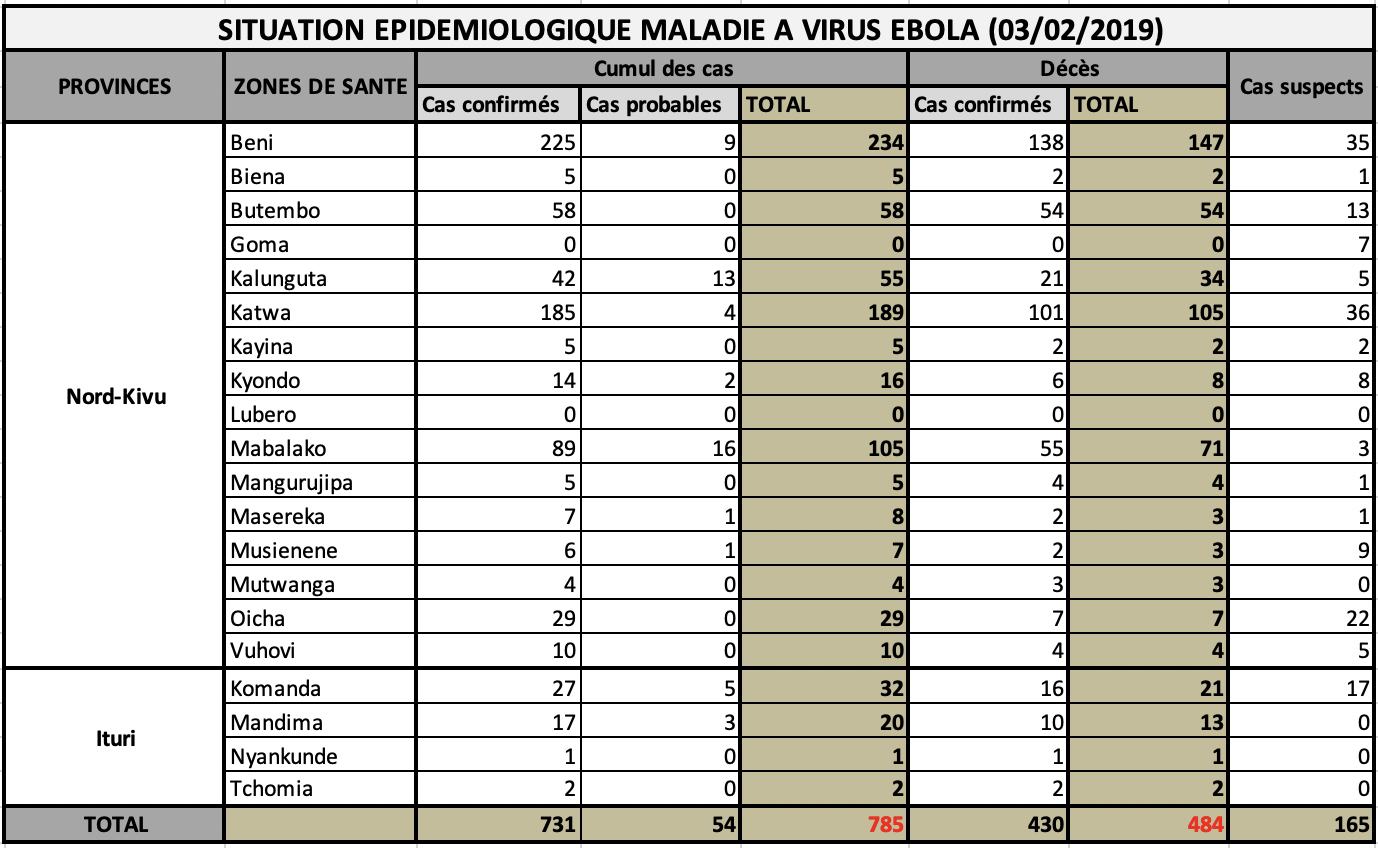 SITUATION EPIDEMIOLOGIQUE MALADIE A VIRUS EBOLA (03/02/2019)
PROVINCES ZONES DE SANTE Cumul des cas Décès Cas suspects
Cas confirmés Cas probables TOTAL Cas confirmés TOTAL
Nord-Kivu
Beni 225 9 234 138 147 35
Biena 5 0 5 2 2 1
Butembo 58 0 58 54 54 13
Goma 0 0 0 0 0 7
Kalunguta 42 13 55 21 34 5
Katwa 185 4 189 101 105 36
Kayina 5 0 5 2 2 2
Kyondo 14 2 16 6 8 8
Lubero 0 0 0 0 0 0
Mabalako 89 16 105 55 71 3
Mangurujipa 5 0 5 4 4 1
Masereka 7 1 8 2 3 1
Musienene 6 1 7 2 3 9
Mutwanga 4 0 4 3 3 0
Oicha 29 0 29 7 7 22
Vuhovi 10 0 10 4 4 5
Ituri
Komanda 27 5 32 16 21 17
Mandima 17 3 20 10 13 0
Nyankunde 1 0 1 1 1 0
Tchomia 2 0 2 2 2 0
TOTAL 731 54 785 430 484 165